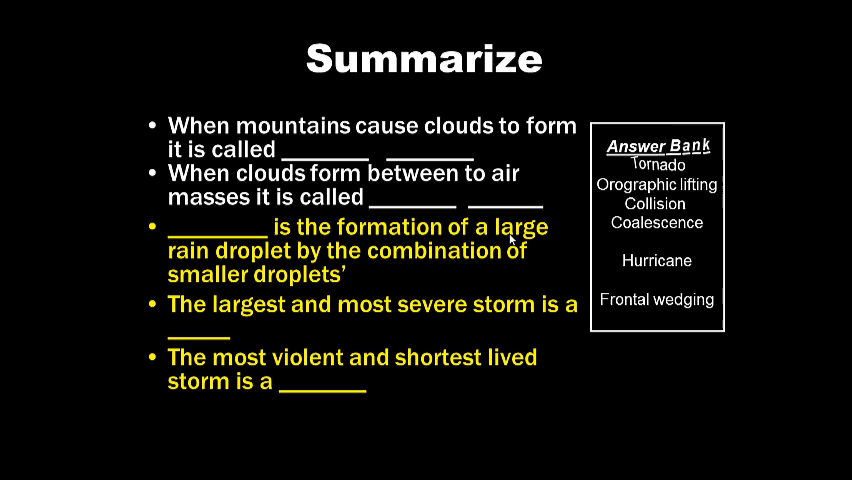 Summarize
• When mountains cause clouds to form
it is called _______ _______
• When clouds form between to air
masses it is called _______ ______
• ________ is the formation of a large
rain droplet by the combination of
smaller droplets’
• The largest and most severe storm is a
_____
• The most violent and shortest lived
storm is a _______
Answer Bank
Tornado
Orographic lifting
Collision
Coalescence
Hurricane
Frontal wedging